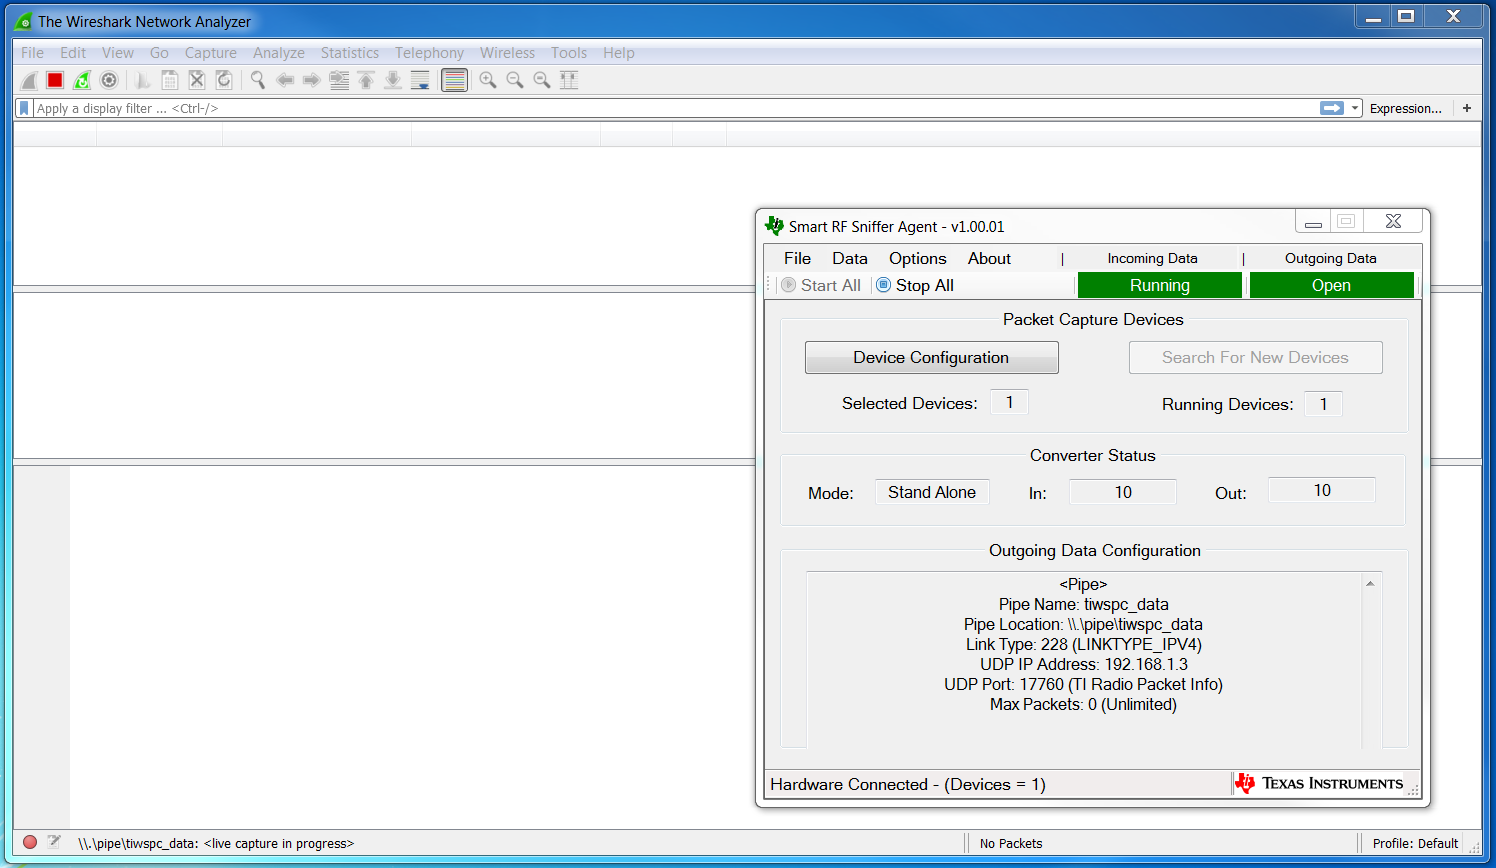 The Wireshark Network Analyzer
File Edit View Go Capture Analyze Statistics Telephony Wireless Tools Help
Apply a display filter ... <Ctrl-/>
Expression...
+
Smart RF Sniffer Agent - v1.00.01
File Data Options About | Incoming Data | Outgoing Data
Start All Stop All Running Open
Packet Capture Devices
Device Configuration Search For New Devices
Selected Devices: 1 Running Devices: 1
Converter Status
Mode: Stand Alone In: 10 Out: 10
Outgoing Data Configuration
<Pipe>
Pipe Name: tiwspc_data
Pipe Location: \\.\pipe\tiwspc_data
Link Type: 228 (LINKTYPE_IPV4)
UDP IP Address: 192.168.1.3
UDP Port: 17760 (TI Radio Packet Info)
Max Packets: 0 (Unlimited)
Hardware Connected - (Devices = 1) TEXAS INSTRUMENTS
\\.\pipe\tiwspc_data: <live capture in progress> No Packets Profile: Default